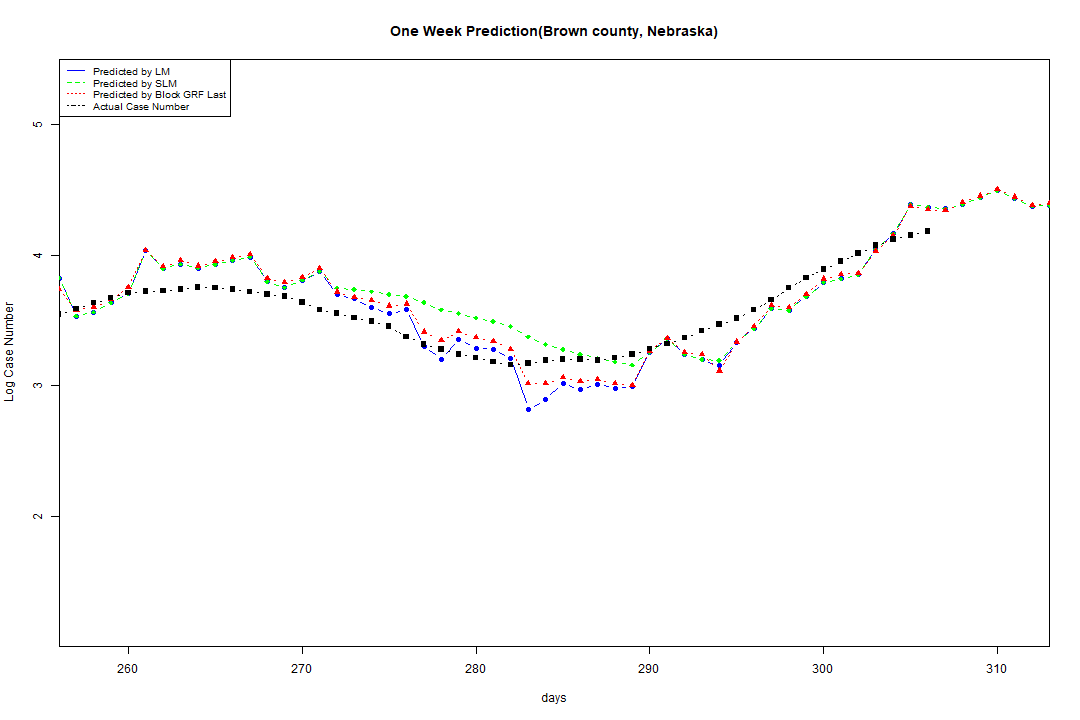 One Week Prediction(Brown county, Nebraska)
Predicted by LM
Predicted by SLM
Predicted by Block GRF Last
Actual Case Number
5
4
3
2
Log Case Number
260 270 280 290 300 310
days